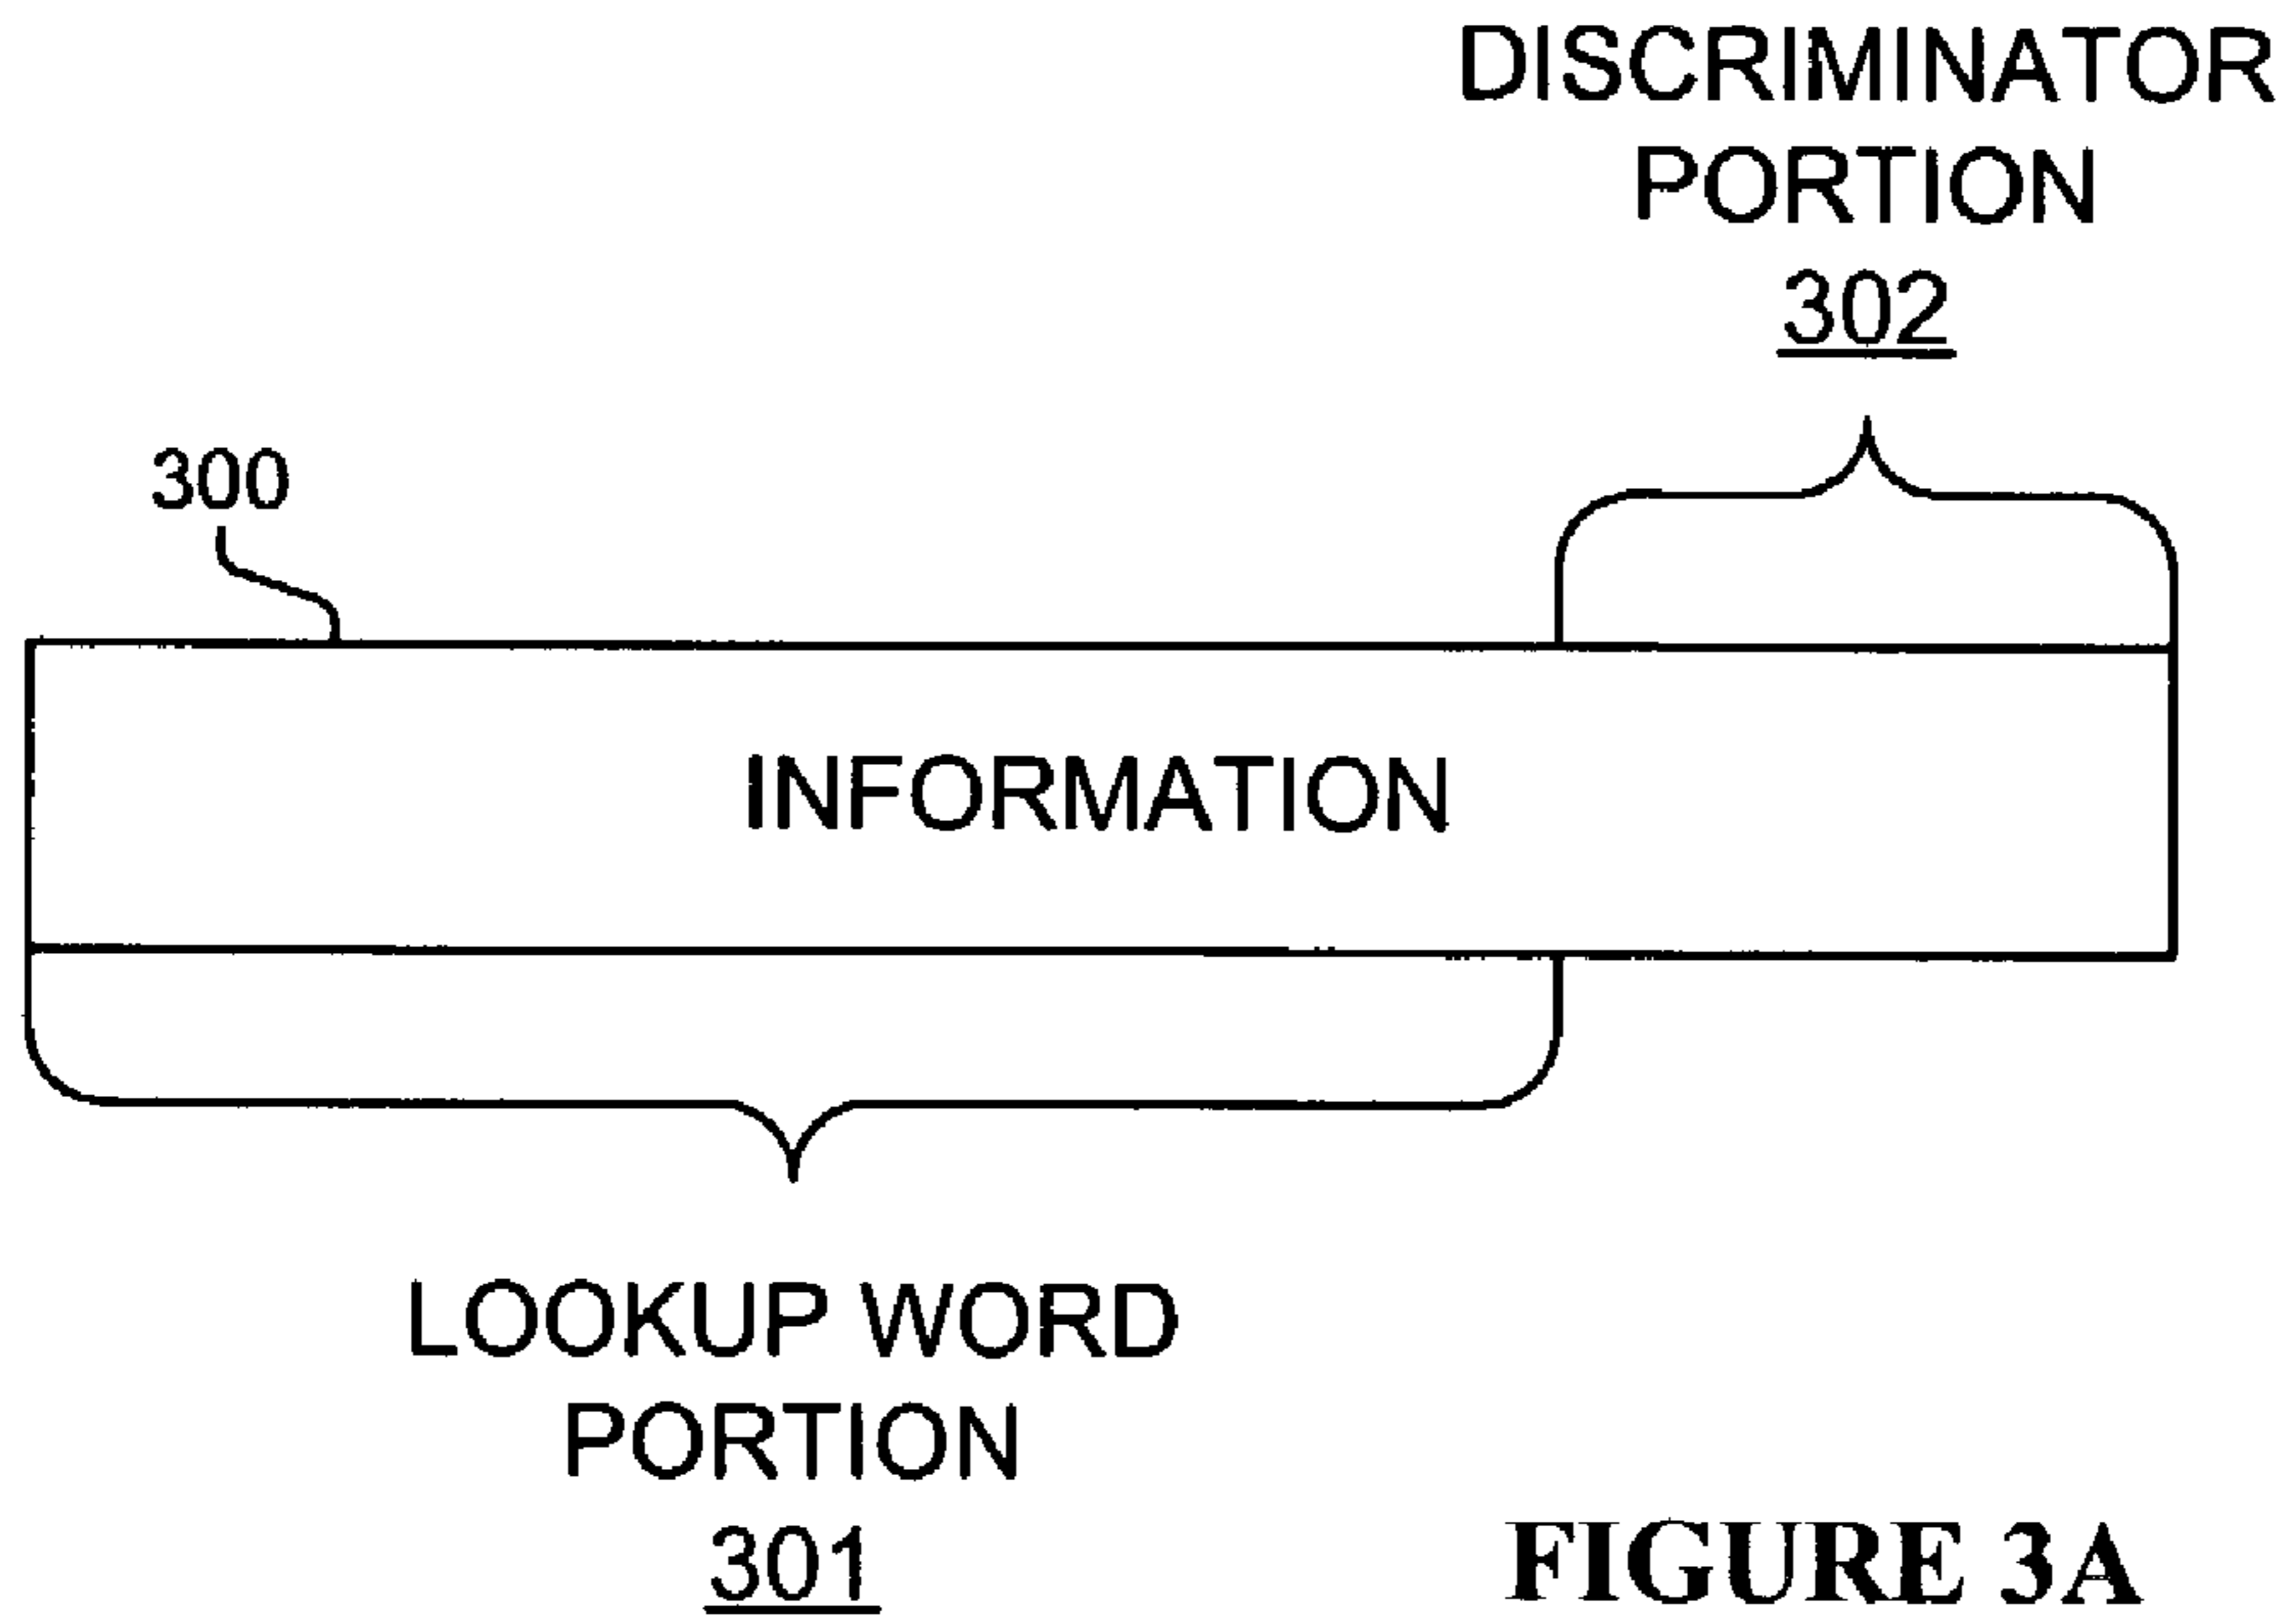 DISCRIMINATOR
PORTION
302
300
INFORMATION
LOOKUP WORD
PORTION
301
FIGURE 3A